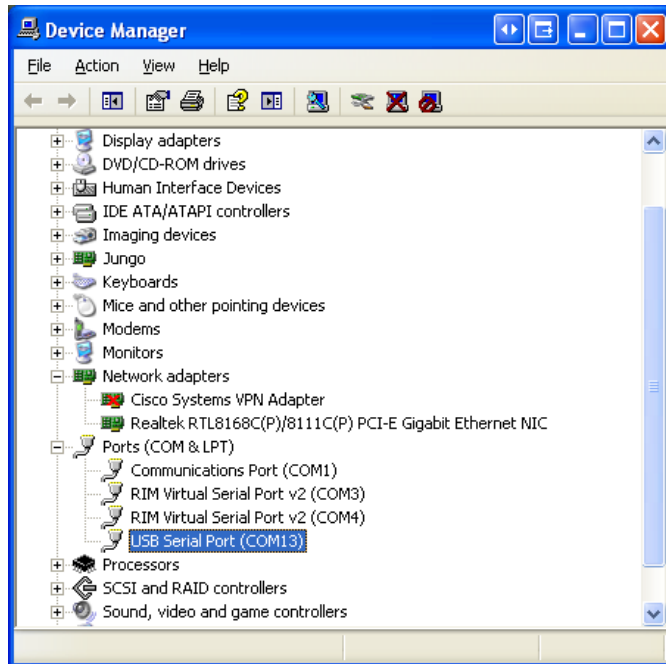 Device Manager
File Action View Help
Display adapters
DVD/CD-ROM drives
Human Interface Devices
IDE ATA/ATAPI controllers
Imaging devices
Jungo
Keyboards
Mice and other pointing devices
Modems
Monitors
Network adapters
Cisco Systems VPN Adapter
Realtek RTL8168C(P)/8111C(P) PCI-E Gigabit Ethernet NIC
Ports (COM & LPT)
Communications Port (COM1)
RIM Virtual Serial Port v2 (COM3)
RIM Virtual Serial Port v2 (COM4)
USB Serial Port (COM13)
Processors
SCSI and RAID controllers
Sound, video and game controllers